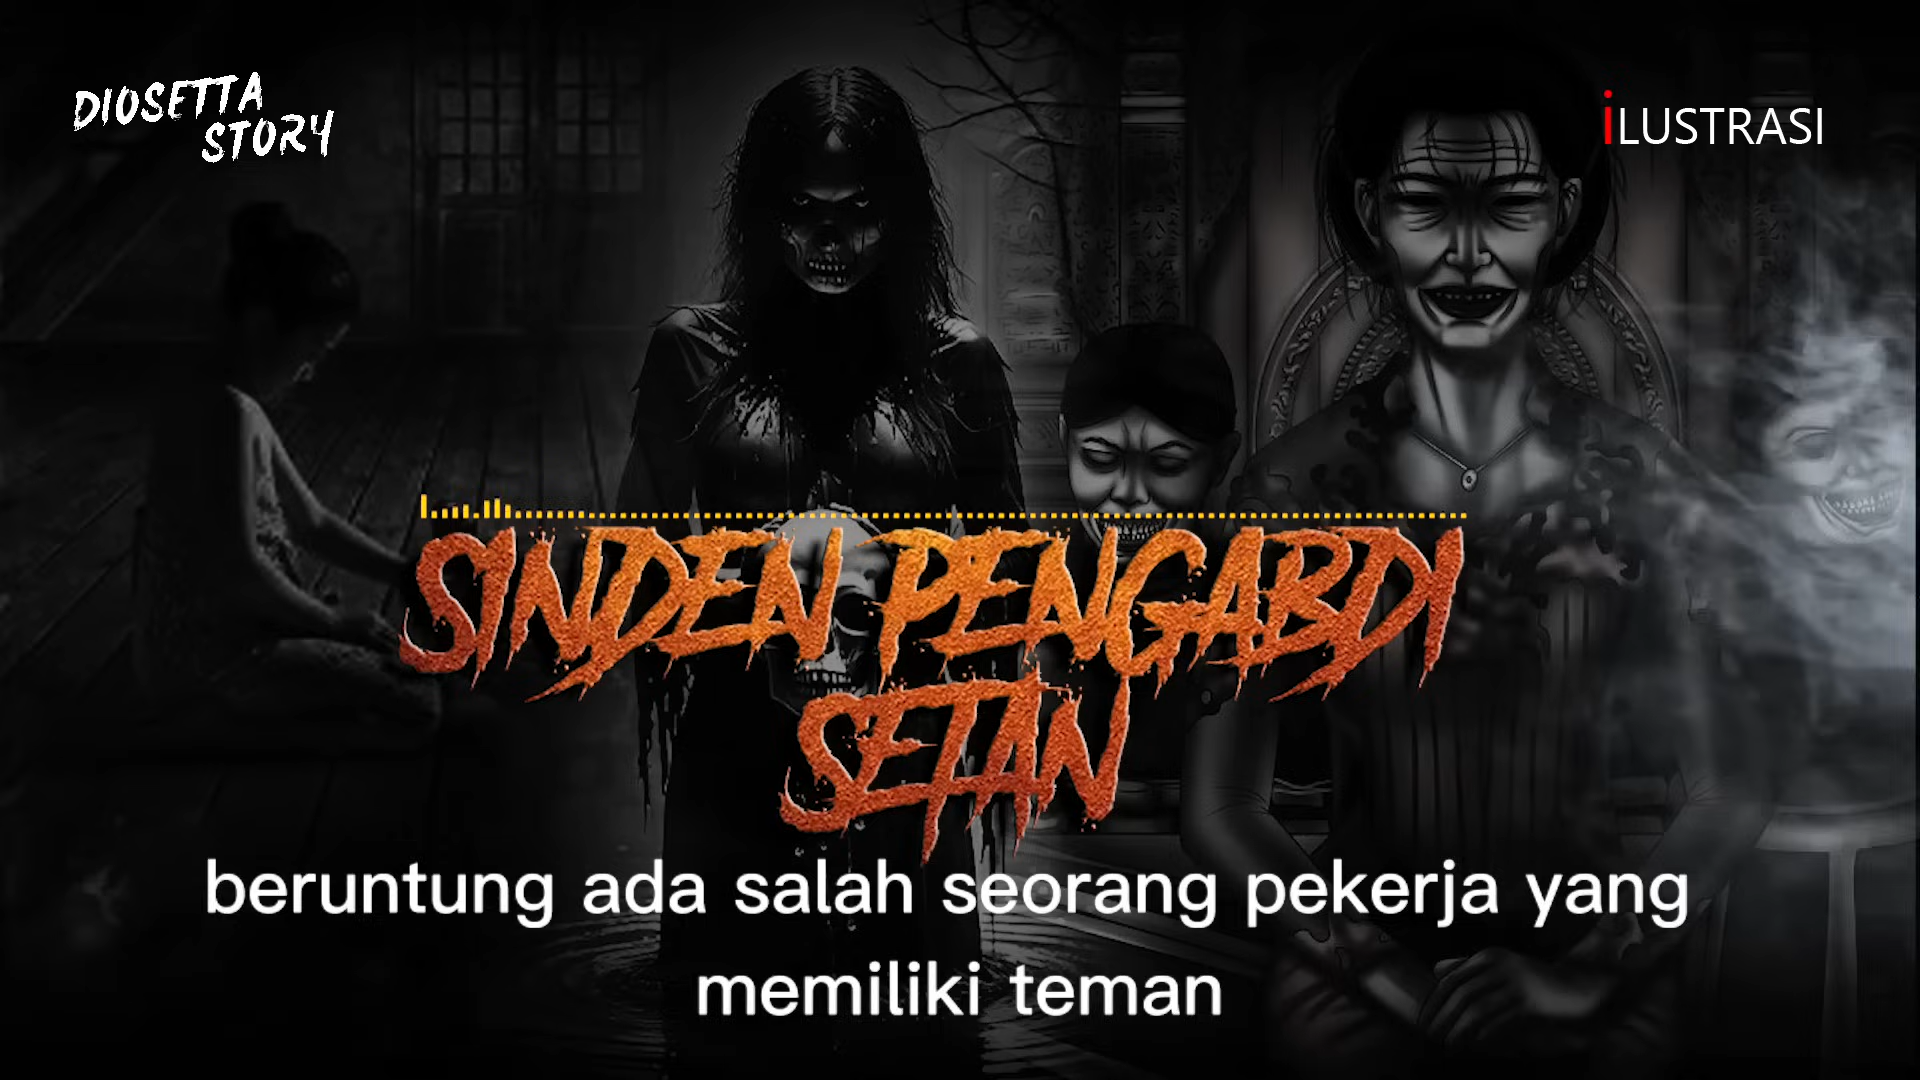 DIOSETTA
STORY
iLUSTRASI
SINDEN PENGABDI
SETAN
beruntung ada salah seorang pekerja yang
memiliki teman